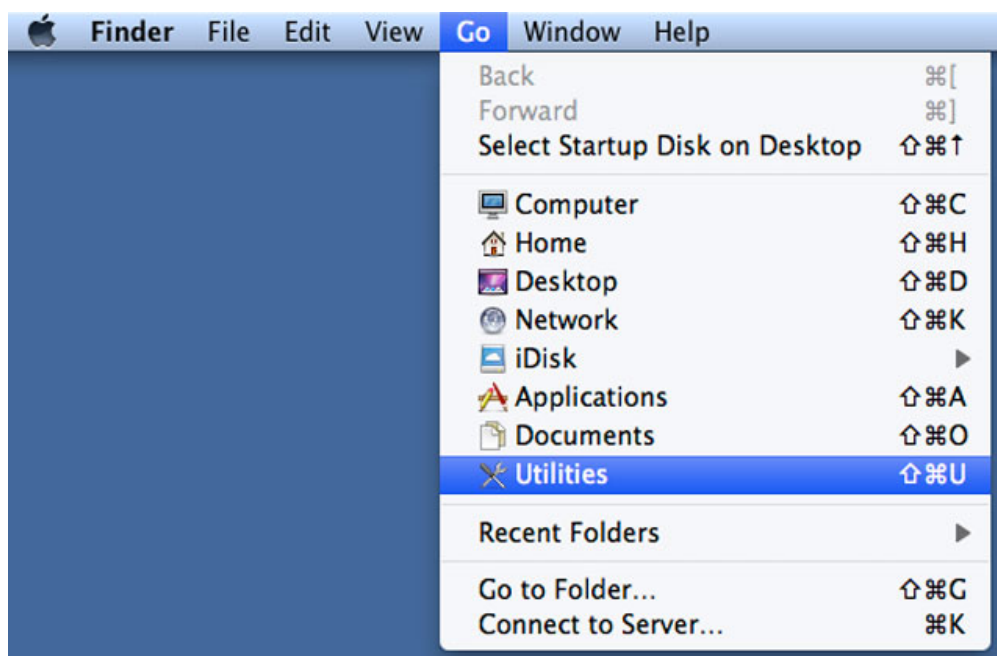 Finder File Edit View Go Window Help
Back ⌘[
Forward ⌘]
Select Startup Disk on Desktop ⇧⌘↑
Computer ⇧⌘C
Home ⇧⌘H
Desktop ⇧⌘D
Network ⇧⌘K
iDisk ▶
Applications ⇧⌘A
Documents ⇧⌘O
Utilities ⇧⌘U
Recent Folders ▶
Go to Folder... ⇧⌘G
Connect to Server... ⌘K